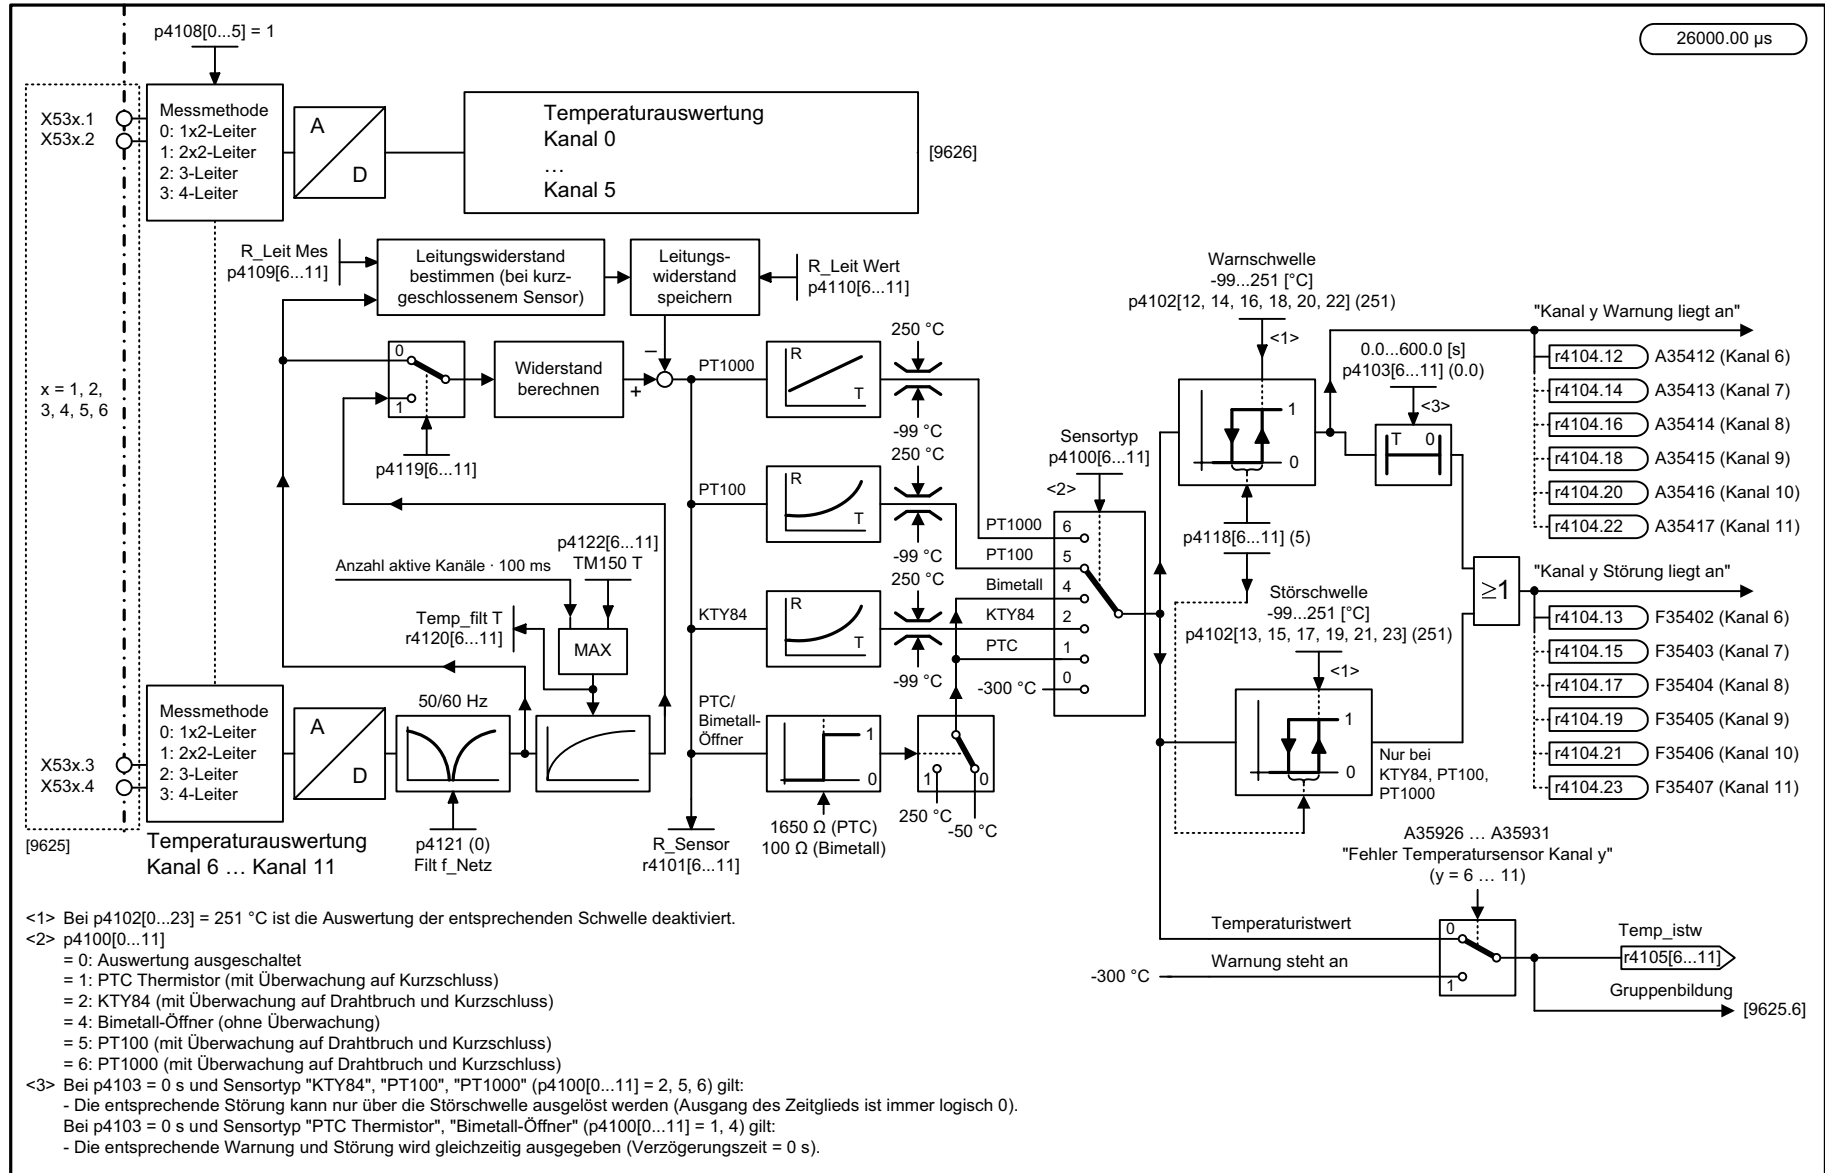 p4108[0...5] = 1
26000.00 µs
X53x.1
X53x.2
Messmethode
0: 1x2-Leiter
1: 2x2-Leiter
2: 3-Leiter
3: 4-Leiter
A
D
Temperaturauswertung
Kanal 0
...
Kanal 5
[9626]
R_Leit Mes
p4109[6...11]
Leitungswiderstand
bestimmen (bei kurz-
geschlossenem Sensor)
Leitungs-
widerstand
speichern
R_Leit Wert
p4110[6...11]
x = 1, 2,
3, 4, 5, 6
0
1
p4119[6...11]
Widerstand
berechnen
+
–
PT1000
R
T
250 °C
-99 °C
PT100
R
T
250 °C
-99 °C
KTY84
R
T
250 °C
-99 °C
PTC/
Bimetall-
Öffner
1
0
1650 Ω (PTC)
100 Ω (Bimetall)
1
0
250 °C
-50 °C
Anzahl aktive Kanäle · 100 ms
p4122[6...11]
TM150 T
Temp_filt T
r4120[6...11]
MAX
50/60 Hz
X53x.3
X53x.4
Messmethode
0: 1x2-Leiter
1: 2x2-Leiter
2: 3-Leiter
3: 4-Leiter
A
D
[9625]
Temperaturauswertung
Kanal 6 … Kanal 11
p4121 (0)
Filt f_Netz
R_Sensor
r4101[6...11]
Sensortyp
p4100[6...11]
<2>
PT1000
6
PT100
5
Bimetall
4
KTY84
2
PTC
1
-300 °C
0
Warnschwelle
-99...251 [°C]
p4102[12, 14, 16, 18, 20, 22] (251)
<1>
1
0
p4118[6...11] (5)
0.0...600.0 [s]
p4103[6...11] (0.0)
<3>
T
0
Störschwelle
-99...251 [°C]
p4102[13, 15, 17, 19, 21, 23] (251)
<1>
1
0
Nur bei
KTY84, PT100,
PT1000
≥1
"Kanal y Warnung liegt an"
r4104.12 A35412 (Kanal 6)
r4104.14 A35413 (Kanal 7)
r4104.16 A35414 (Kanal 8)
r4104.18 A35415 (Kanal 9)
r4104.20 A35416 (Kanal 10)
r4104.22 A35417 (Kanal 11)
"Kanal y Störung liegt an"
r4104.13 F35402 (Kanal 6)
r4104.15 F35403 (Kanal 7)
r4104.17 F35404 (Kanal 8)
r4104.19 F35405 (Kanal 9)
r4104.21 F35406 (Kanal 10)
r4104.23 F35407 (Kanal 11)
A35926 … A35931
"Fehler Temperatursensor Kanal y"
(y = 6 … 11)
Temperaturistwert
0
Warnung steht an
-300 °C
1
Temp_istw
r4105[6...11]
Gruppenbildung
[9625.6]
<1> Bei p4102[0...23] = 251 °C ist die Auswertung der entsprechenden Schwelle deaktiviert.
<2> p4100[0...11]
= 0: Auswertung ausgeschaltet
= 1: PTC Thermistor (mit Überwachung auf Kurzschluss)
= 2: KTY84 (mit Überwachung auf Drahtbruch und Kurzschluss)
= 4: Bimetall-Öffner (ohne Überwachung)
= 5: PT100 (mit Überwachung auf Drahtbruch und Kurzschluss)
= 6: PT1000 (mit Überwachung auf Drahtbruch und Kurzschluss)
<3> Bei p4103 = 0 s und Sensortyp "KTY84", "PT100", "PT1000" (p4100[0...11] = 2, 5, 6) gilt:
- Die entsprechende Störung kann nur über die Störschwelle ausgelöst werden (Ausgang des Zeitglieds ist immer logisch 0).
Bei p4103 = 0 s und Sensortyp "PTC Thermistor", "Bimetall-Öffner" (p4100[0...11] = 1, 4) gilt:
- Die entsprechende Warnung und Störung wird gleichzeitig ausgegeben (Verzögerungszeit = 0 s).